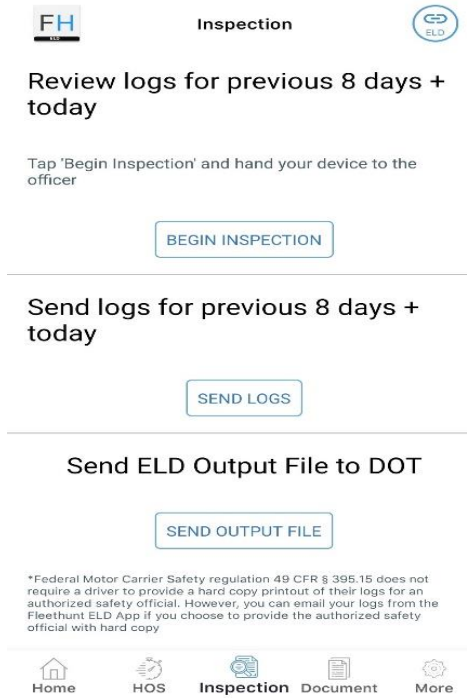 FH
ELD
Inspection
ELD
Review logs for previous 8 days +
today
Tap 'Begin Inspection' and hand your device to the
officer
BEGIN INSPECTION
Send logs for previous 8 days +
today
SEND LOGS
Send ELD Output File to DOT
SEND OUTPUT FILE
*Federal Motor Carrier Safety regulation 49 CFR § 395.15 does not
require a driver to provide a hard copy printout of their logs for an
authorized safety official. However, you can email your logs from the
Fleethunt ELD App if you choose to provide the authorized safety
official with hard copy
Home HOS Inspection Document More